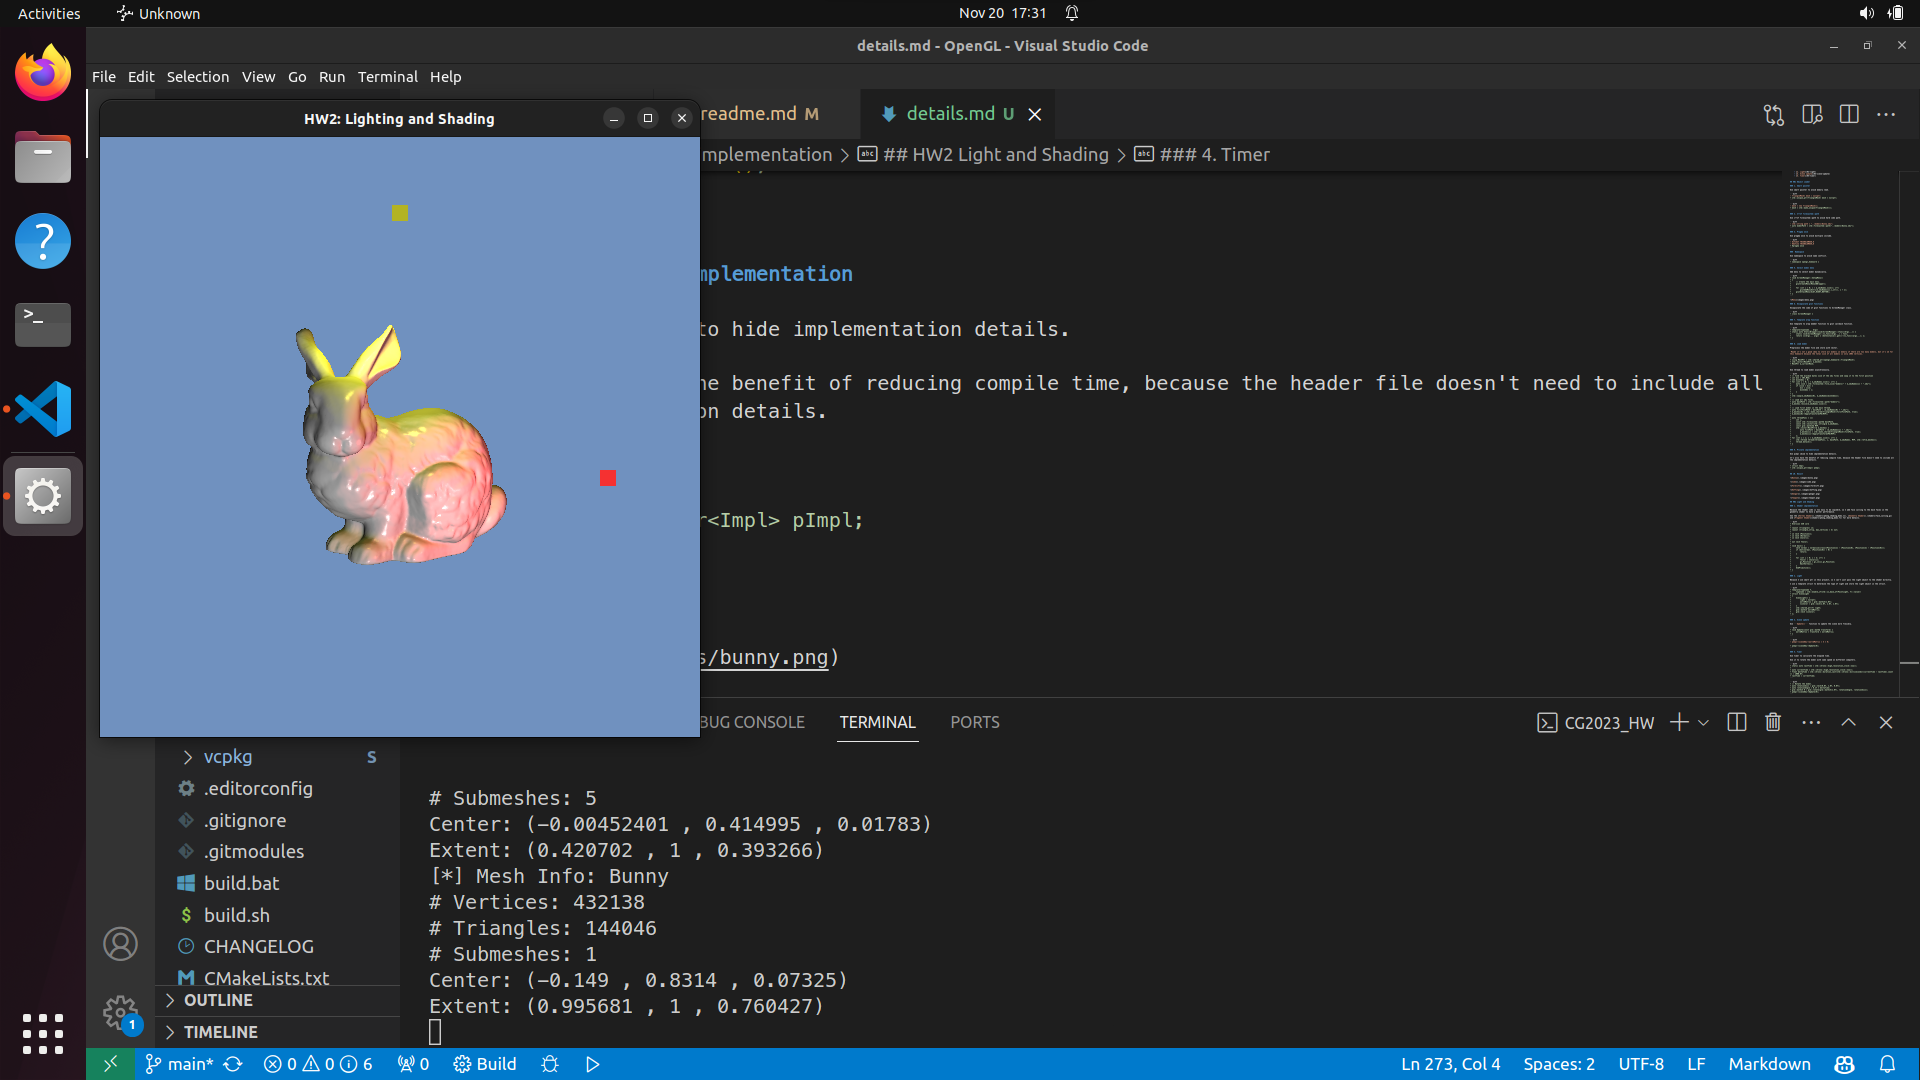 Activities
Unknown
Nov 20 17:31
details.md - OpenGL - Visual Studio Code
File Edit Selection View Go Run Terminal Help
HW2: Lighting and Shading
readme.md M
details.md U
mplementation > ## HW2 Light and Shading > ### 4. Timer
mplementation
to hide implementation details.
ne benefit of reducing compile time, because the header file doesn't need to include all
on details.
r<Impl> pImpl;
s/bunny.png)
BUG CONSOLE TERMINAL PORTS
CG2023_HW
vcpkg S
.editorconfig
.gitignore
.gitmodules
build.bat
build.sh
CHANGELOG
CMakeLists.txt
OUTLINE
TIMELINE
1
# Submeshes: 5
Center: (-0.00452401 , 0.414995 , 0.01783)
Extent: (0.420702 , 1 , 0.393266)
[*] Mesh Info: Bunny
# Vertices: 432138
# Triangles: 144046
# Submeshes: 1
Center: (-0.149 , 0.8314 , 0.07325)
Extent: (0.995681 , 1 , 0.760427)
main* 0 0 6 0 Build
Ln 273, Col 4 Spaces: 2 UTF-8 LF Markdown